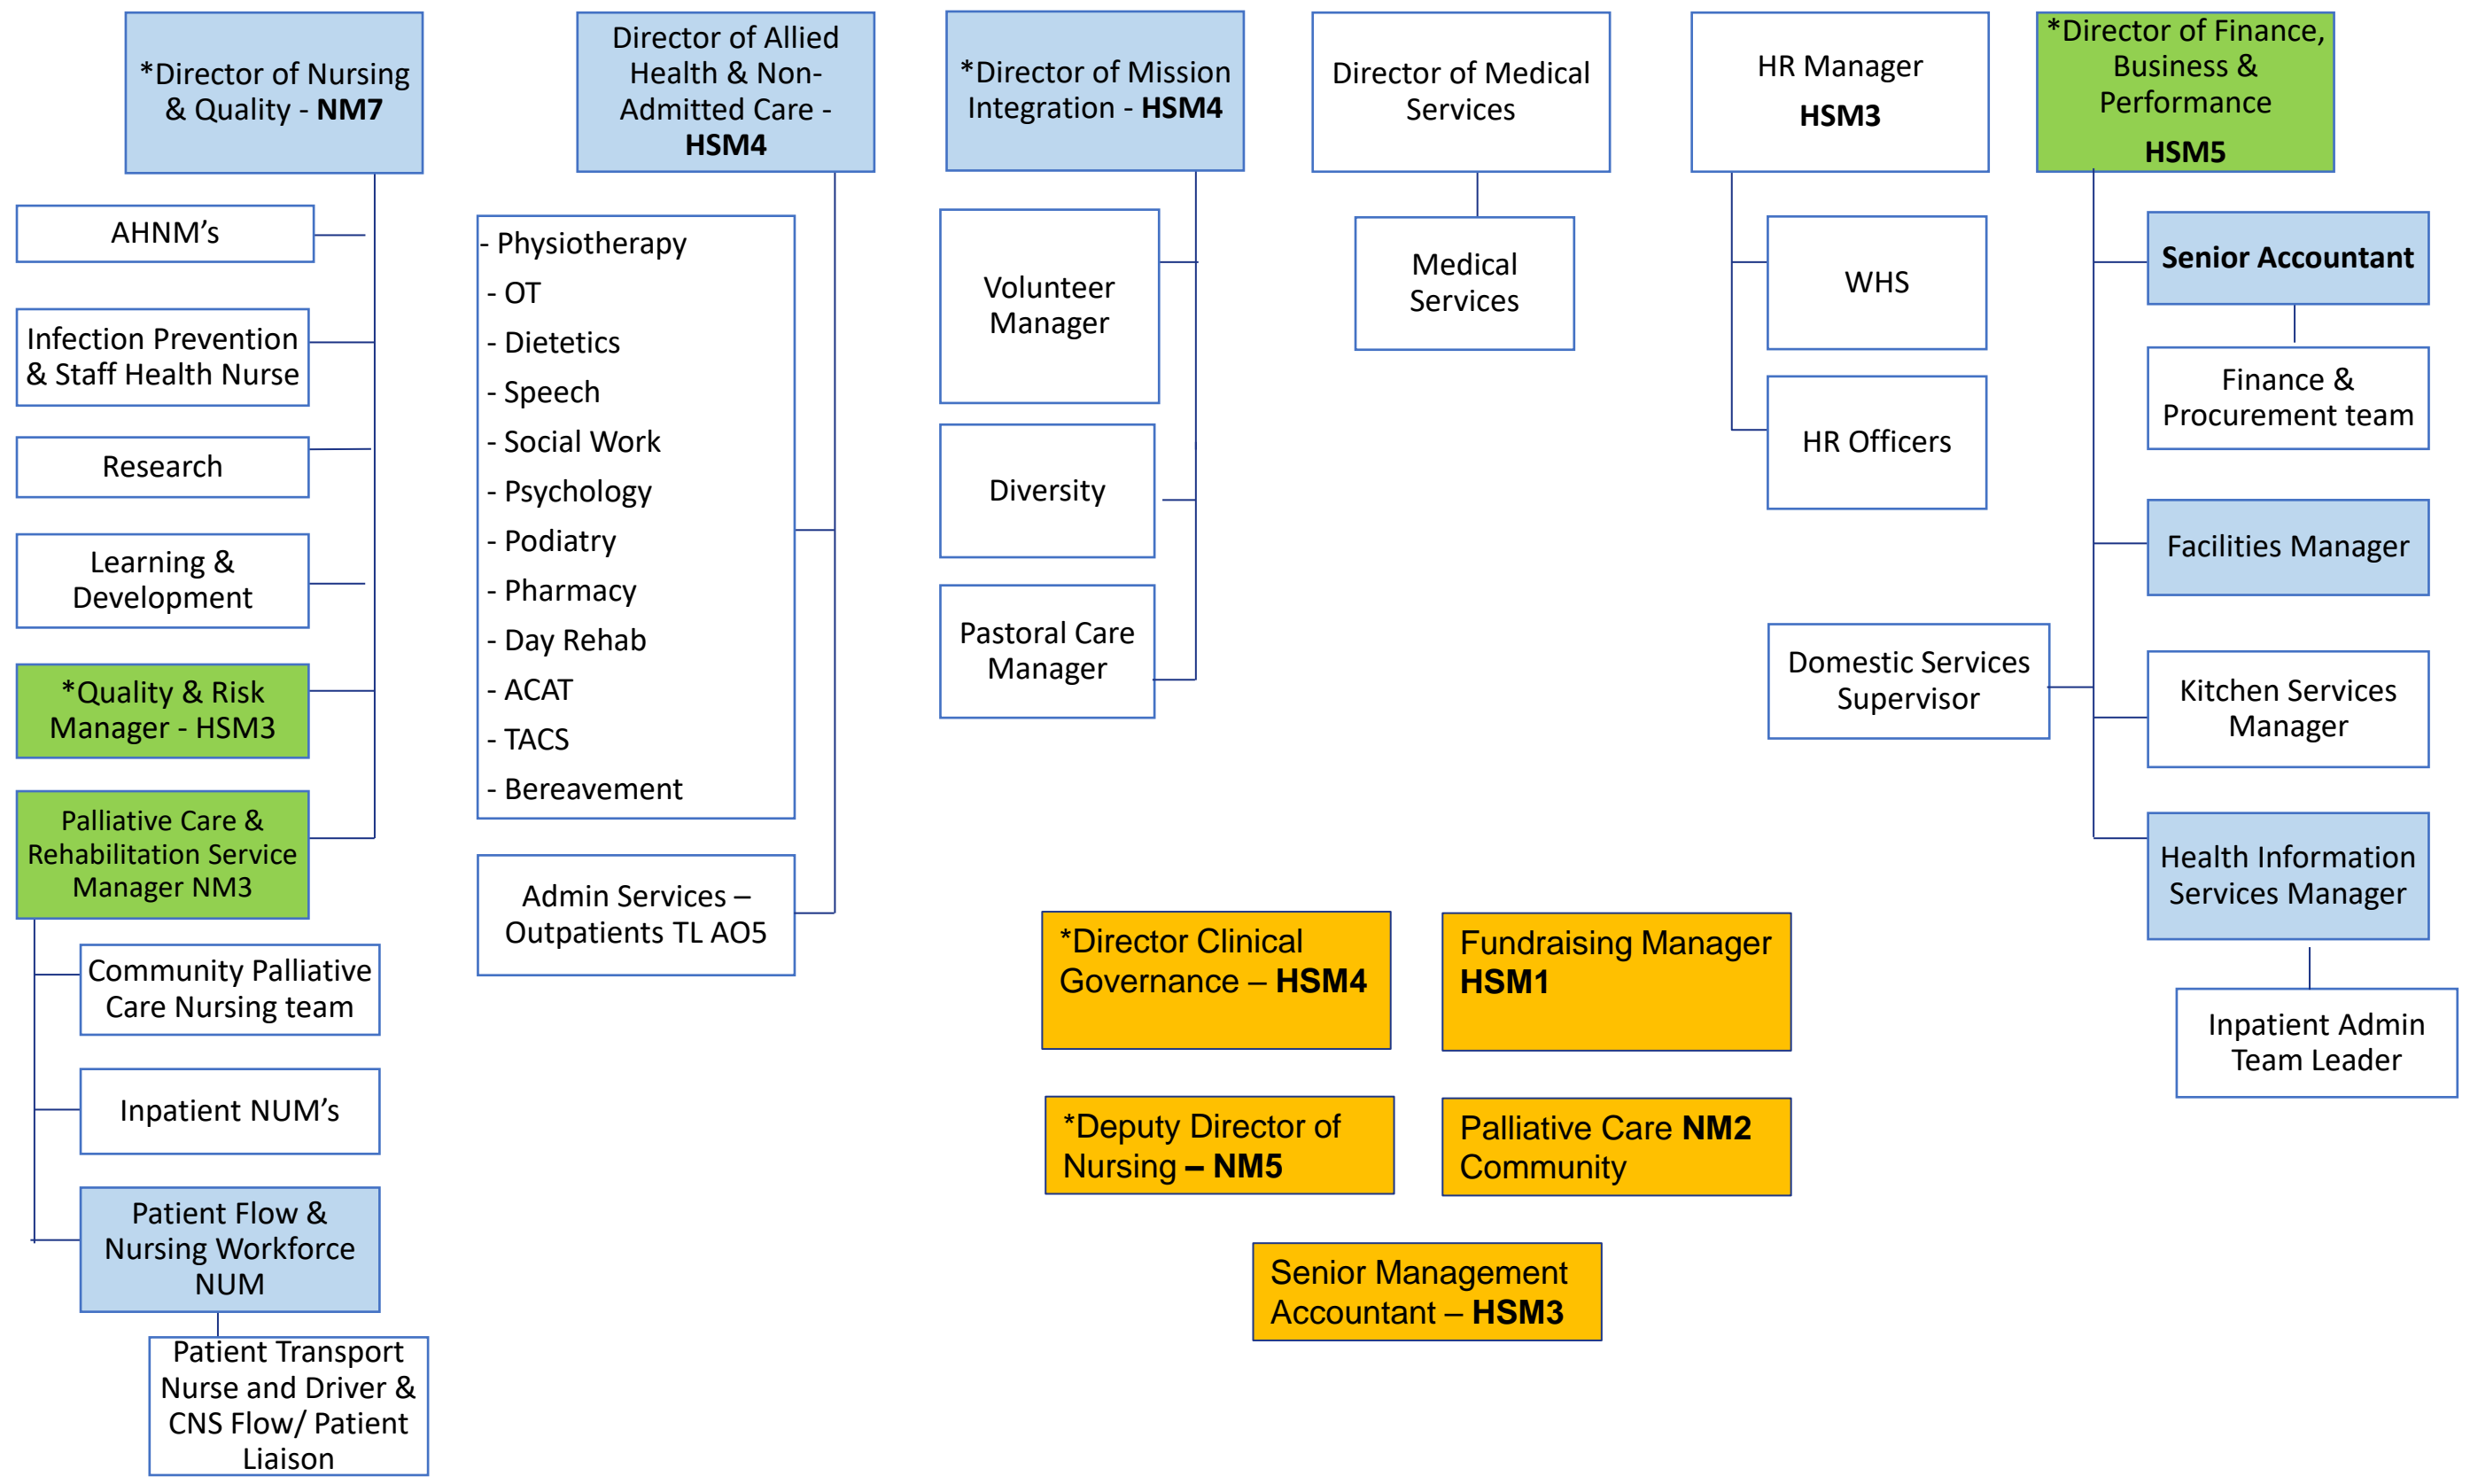 *Director of Nursing
& Quality - NM7
AHNM’s
Infection Prevention
& Staff Health Nurse
Research
Learning &
Development
*Quality & Risk
Manager - HSM3
Palliative Care &
Rehabilitation Service
Manager NM3
Community Palliative
Care Nursing team
Inpatient NUM’s
Patient Flow &
Nursing Workforce
NUM
Patient Transport
Nurse and Driver &
CNS Flow/ Patient
Liaison
Director of Allied
Health & Non-
Admitted Care -
HSM4
- Physiotherapy
- OT
- Dietetics
- Speech
- Social Work
- Psychology
- Podiatry
- Pharmacy
- Day Rehab
- ACAT
- TACS
- Bereavement
Admin Services –
Outpatients TL AO5
*Director of Mission
Integration - HSM4
Volunteer
Manager
Diversity
Pastoral Care
Manager
Director of Medical
Services
Medical
Services
HR Manager
HSM3
WHS
HR Officers
*Director of Finance,
Business &
Performance
HSM5
Senior Accountant
Finance &
Procurement team
Facilities Manager
Domestic Services
Supervisor
Kitchen Services
Manager
Health Information
Services Manager
Inpatient Admin
Team Leader
*Director Clinical
Governance – HSM4
Fundraising Manager
HSM1
*Deputy Director of
Nursing – NM5
Palliative Care NM2
Community
Senior Management
Accountant – HSM3